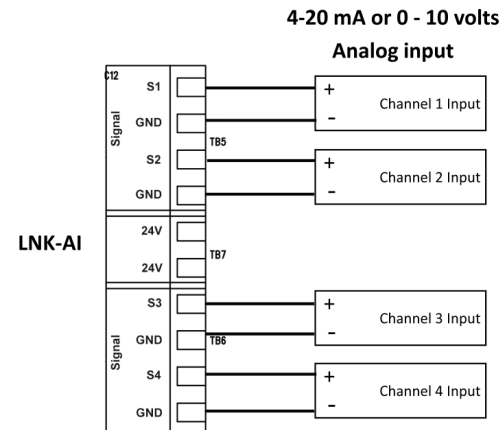 4-20 mA or 0 - 10 volts
Analog input
C12
S1
GND
S2
GND
Signal
TB5
+
-
Channel 1 Input
+
-
Channel 2 Input
LNK-AI
24V
24V
TB7
S3
GND
S4
GND
Signal
TB6
+
-
Channel 3 Input
+
-
Channel 4 Input